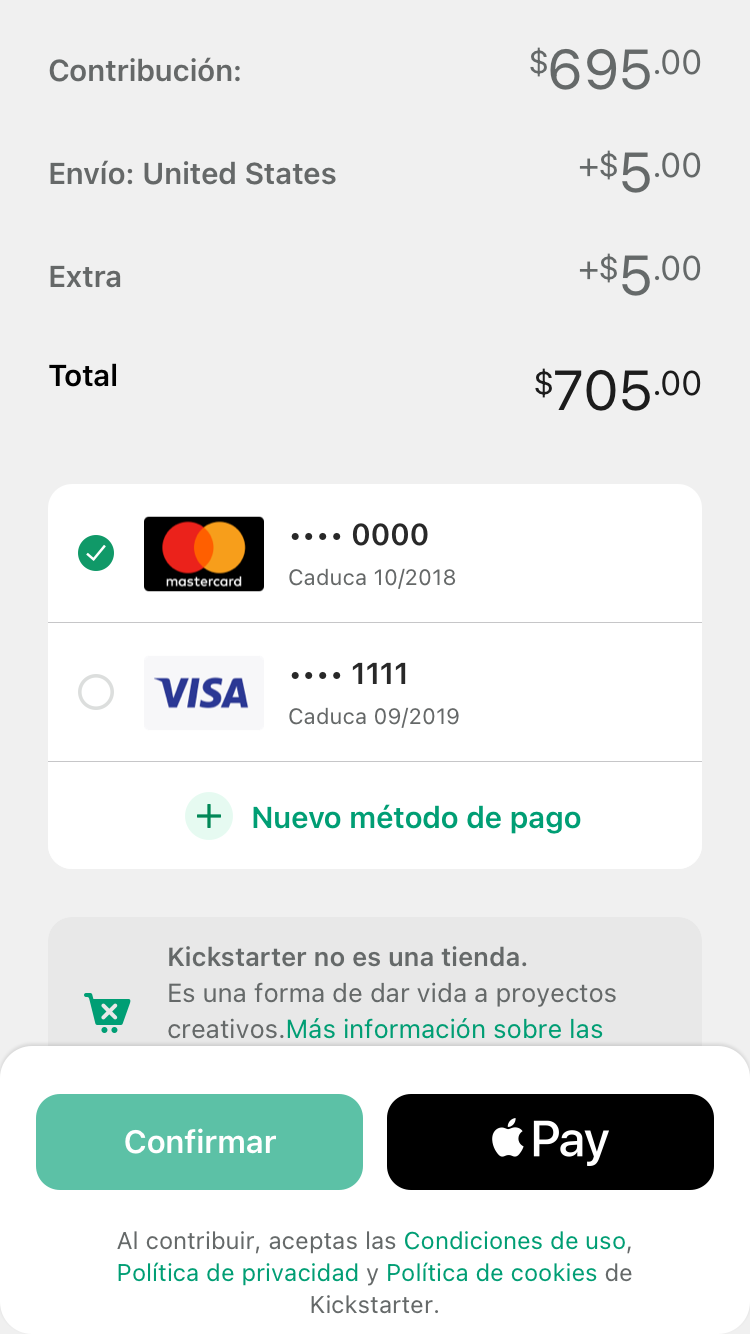 Contribución: $695.00
Envío: United States +$5.00
Extra +$5.00
Total $705.00
mastercard
•••• 0000
Caduca 10/2018
VISA
•••• 1111
Caduca 09/2019
+ Nuevo método de pago
Kickstarter no es una tienda.
Es una forma de dar vida a proyectos
creativos.Más información sobre las
Confirmar
Pay
Al contribuir, aceptas las Condiciones de uso,
Política de privacidad y Política de cookies de
Kickstarter.